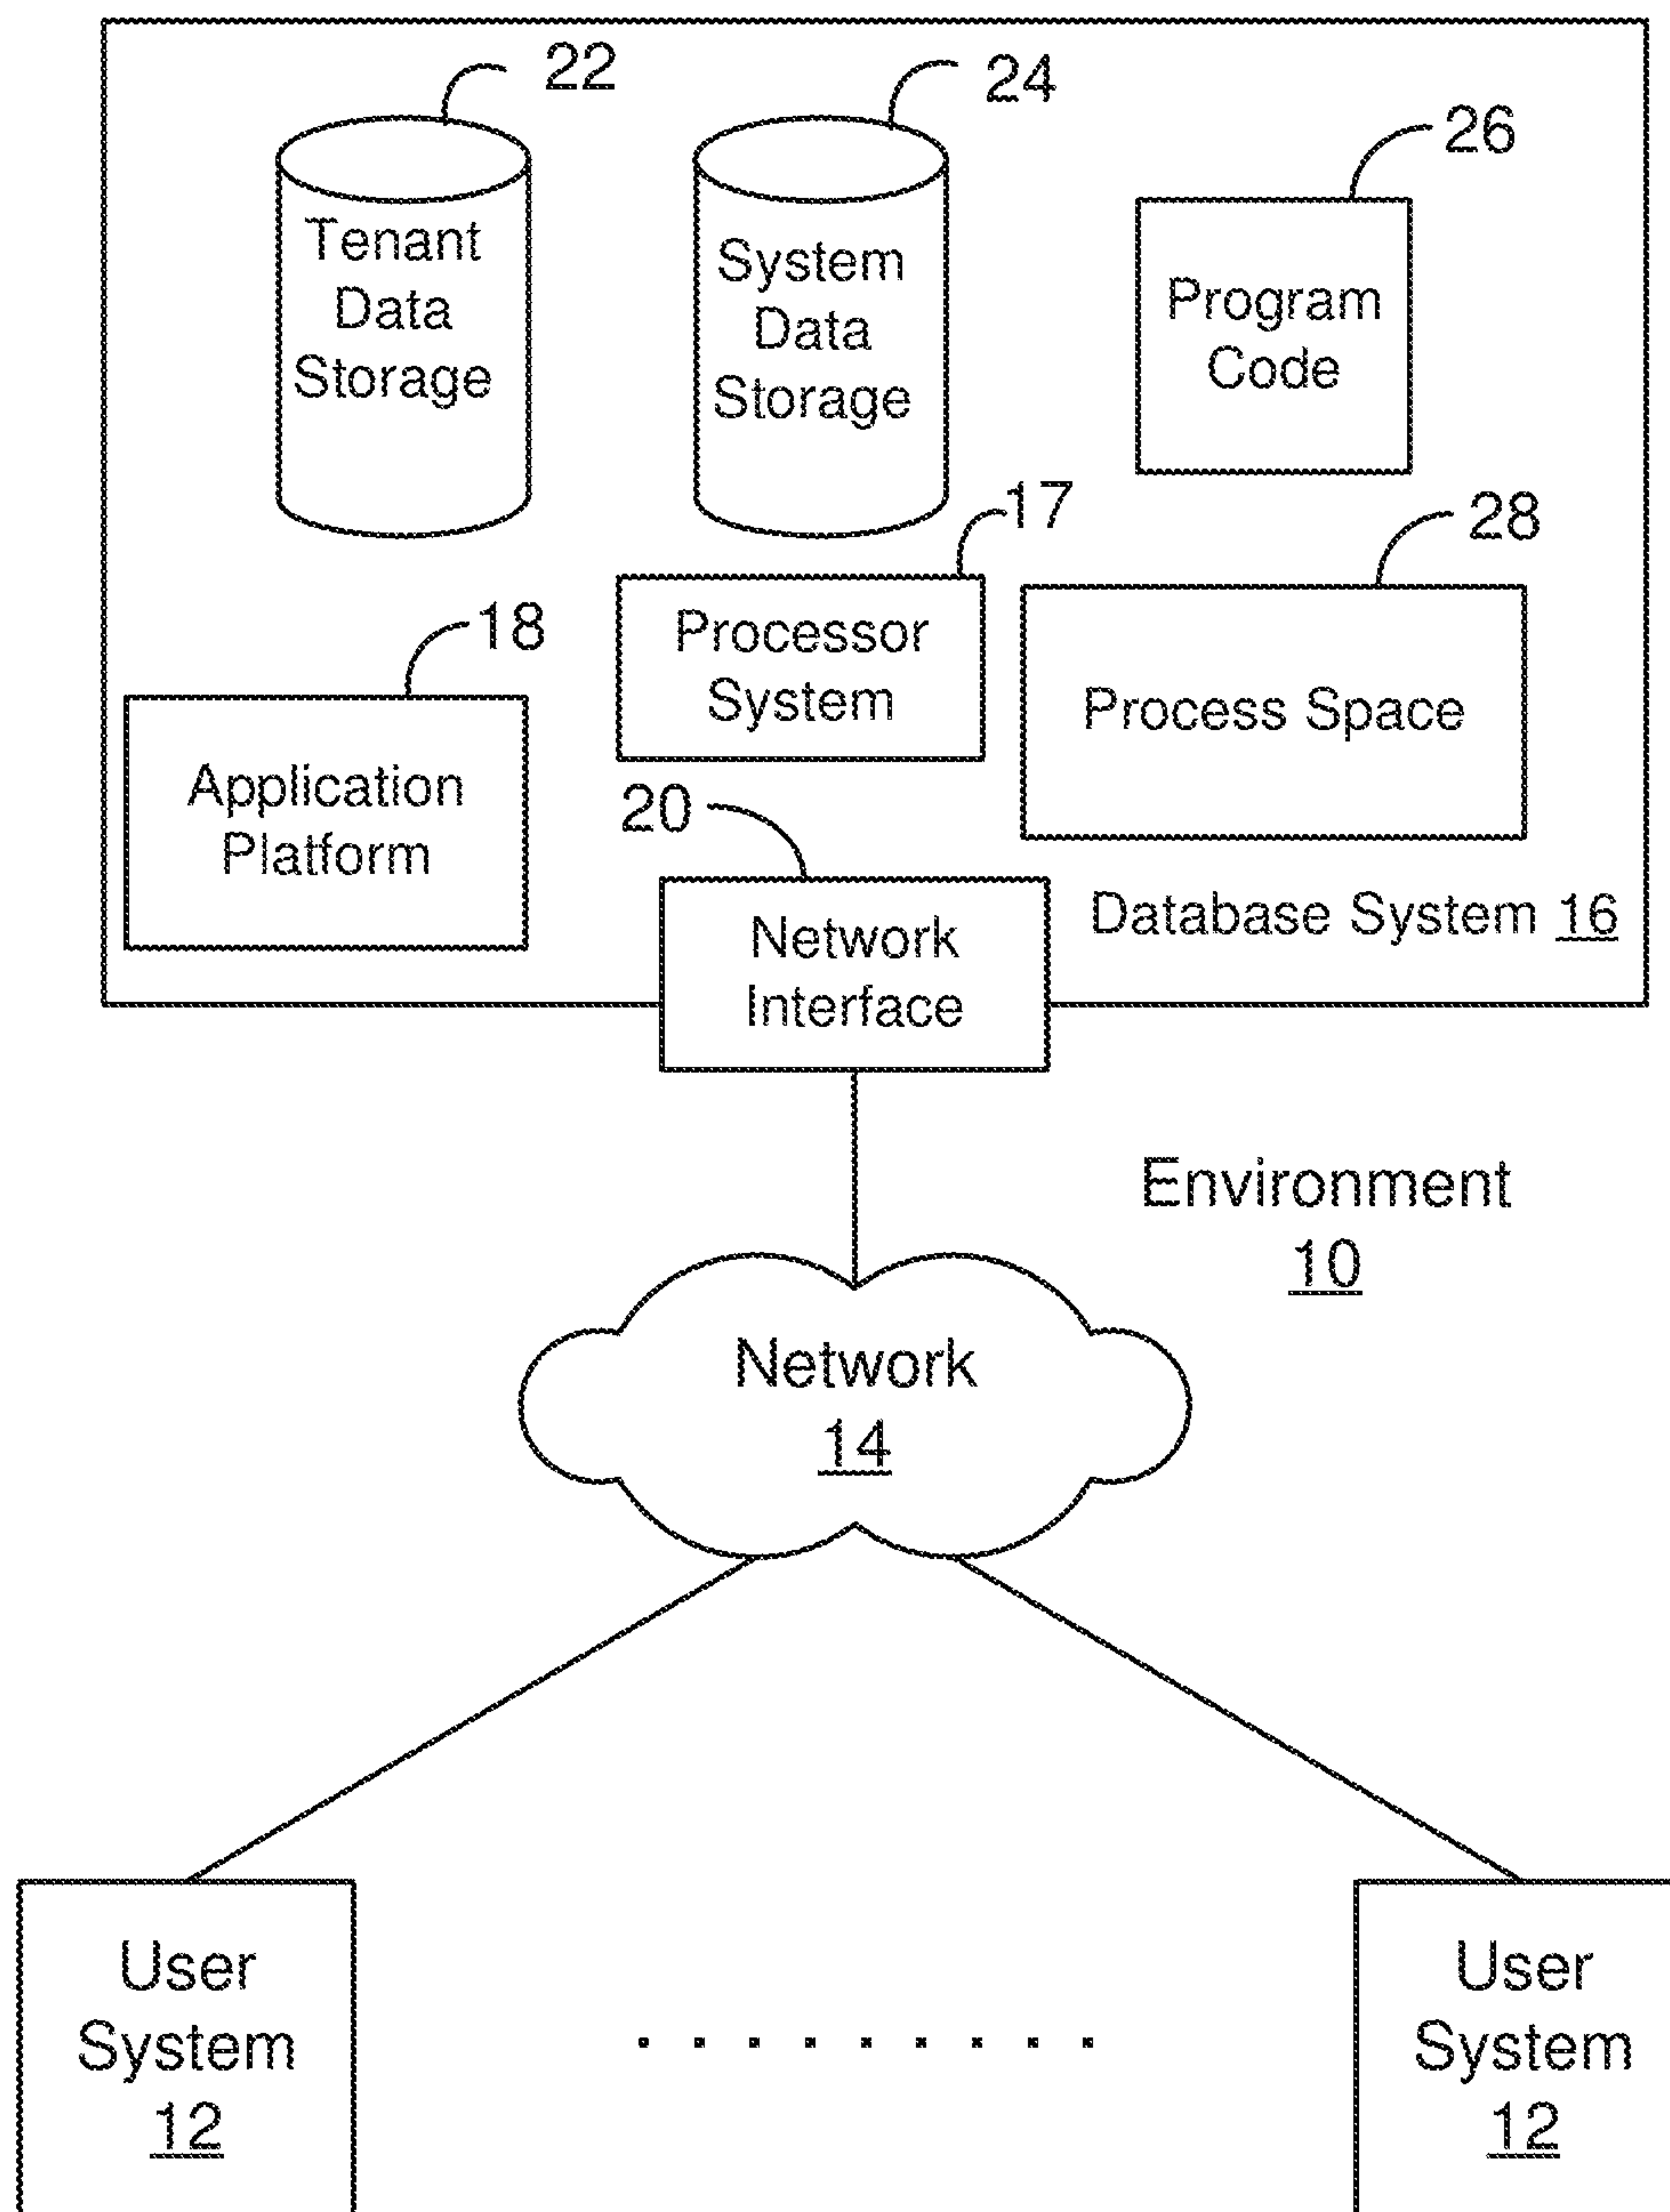 22
24
26
Tenant
Data
Storage
System
Data
Storage
Program
Code
17
28
18
Processor
System
Process Space
Application
Platform
20
Network
Interface
Database System 16
Environment
10
Network
14
User
System
12
User
System
12